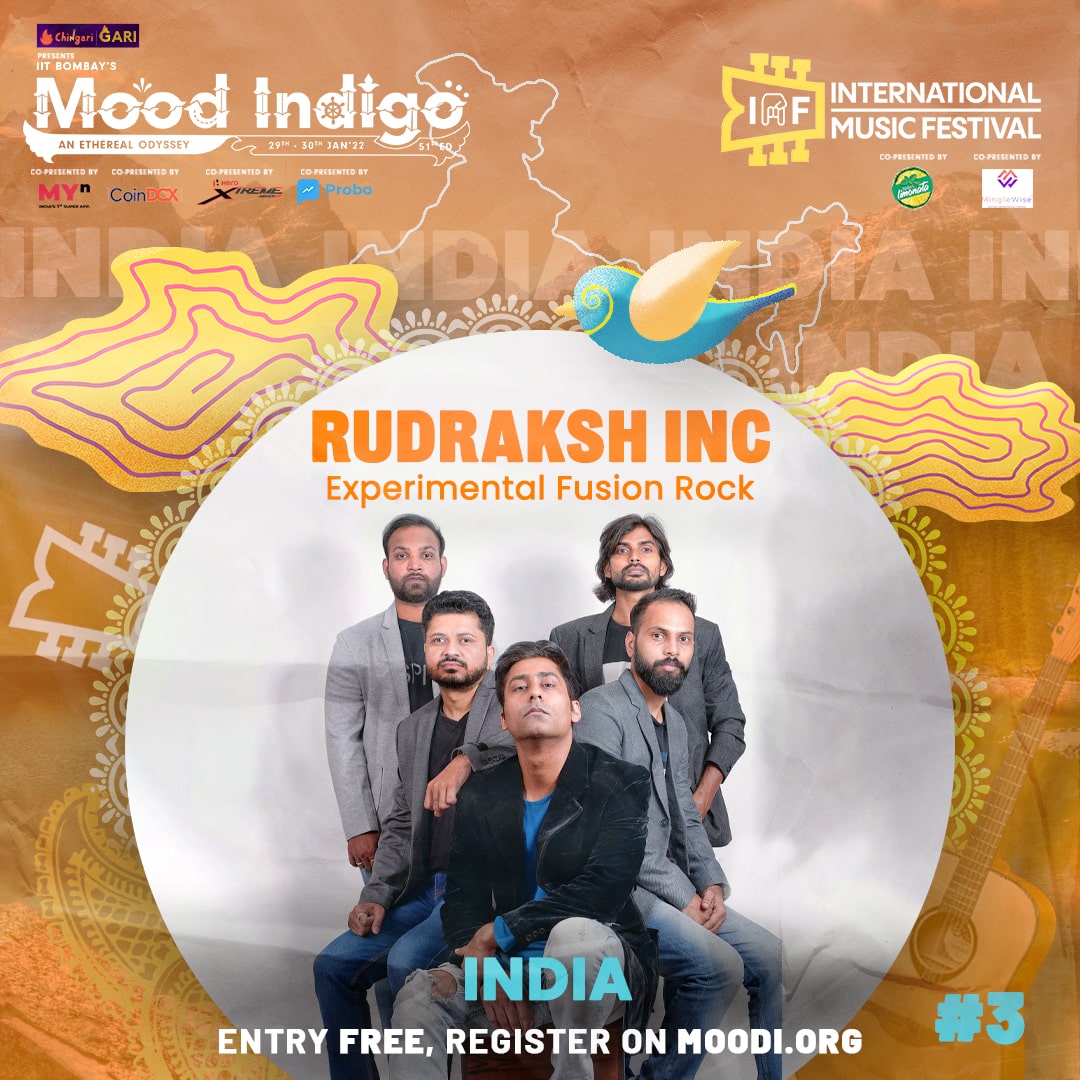 Chingari GARI
PRESENTS
IIT BOMBAY'S
Mood Indigo
AN ETHEREAL ODYSSEY
29TH - 30TH JAN'22
51ST ED
CO-PRESENTED BY CO-PRESENTED BY CO-PRESENTED BY CO-PRESENTED BY
MYn
INDIA'S 1ST SUPER APP.
CoinDCX
Hero
XTREME
Probo
IMF
INTERNATIONAL
MUSIC FESTIVAL
CO-PRESENTED BY CO-PRESENTED BY
limonata
MingleWise
INDIA INDIA INDIA IN
INDIA
RUDRAKSH INC
Experimental Fusion Rock
INDIA
#3
ENTRY FREE, REGISTER ON MOODI.ORG